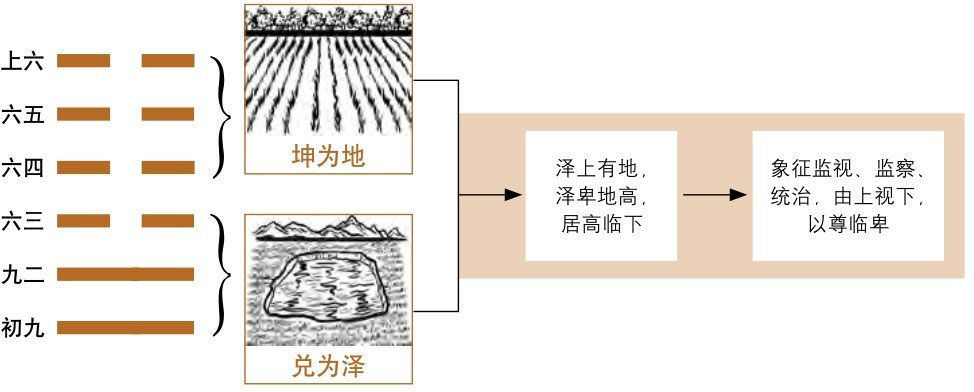 上六
六五
六四
六三
九二
初九
坤为地
兑为泽
泽上有地，
泽卑地高，
居高临下
象征监视、监察、
统治，由上视下，
以尊临卑